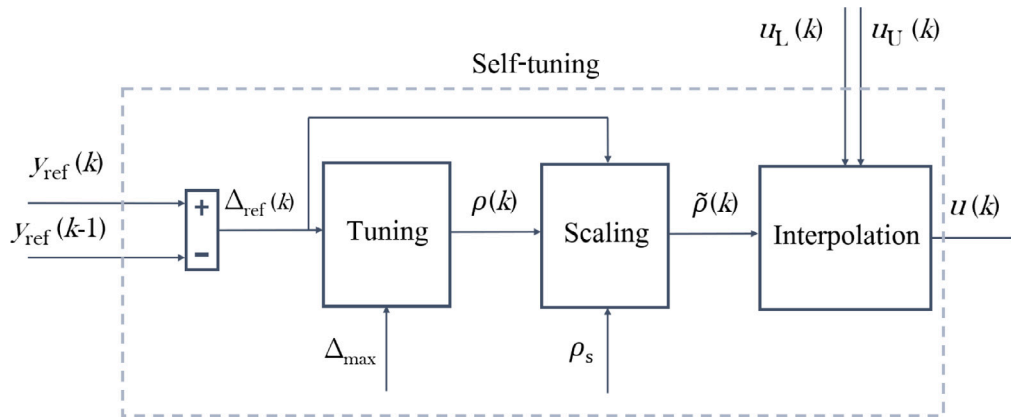 u_L (k)
u_U (k)
Self-tuning
y_ref (k)
y_ref (k-1)
+
−
Δ_ref (k)
Tuning
ρ(k)
Scaling
ρ̃(k)
Interpolation
u(k)
Δ_max
ρ_s